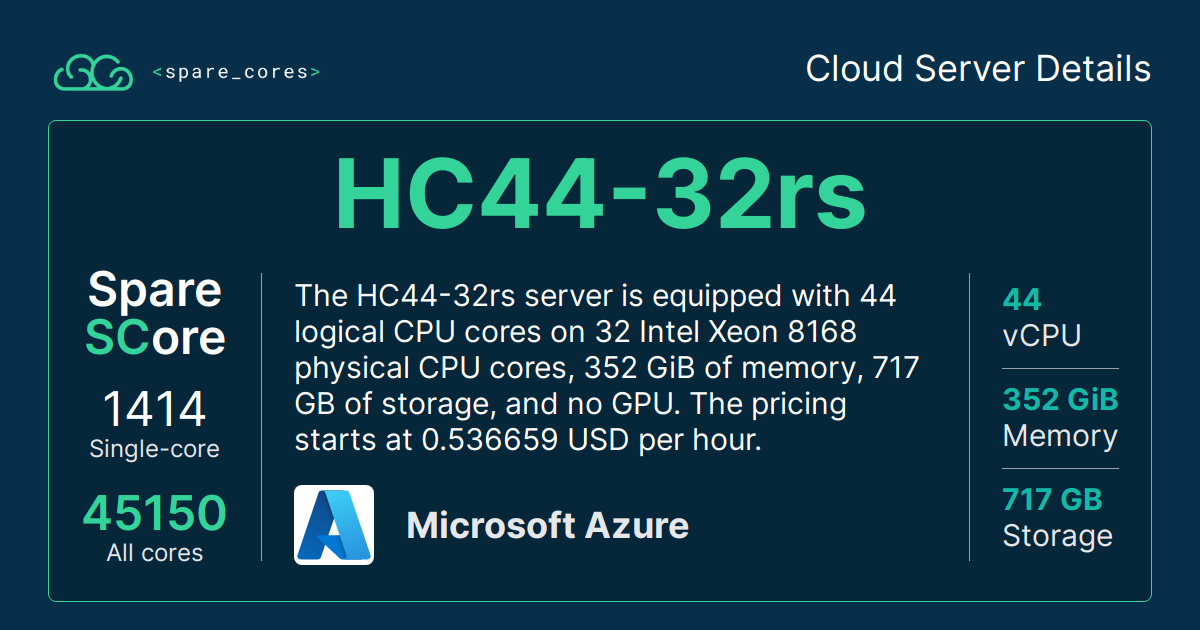 <spare_cores>
Cloud Server Details
HC44-32rs
Spare
SCore
1414
Single-core
45150
All cores
The HC44-32rs server is equipped with 44
logical CPU cores on 32 Intel Xeon 8168
physical CPU cores, 352 GiB of memory, 717
GB of storage, and no GPU. The pricing
starts at 0.536659 USD per hour.
Microsoft Azure
44
vCPU
352 GiB
Memory
717 GB
Storage